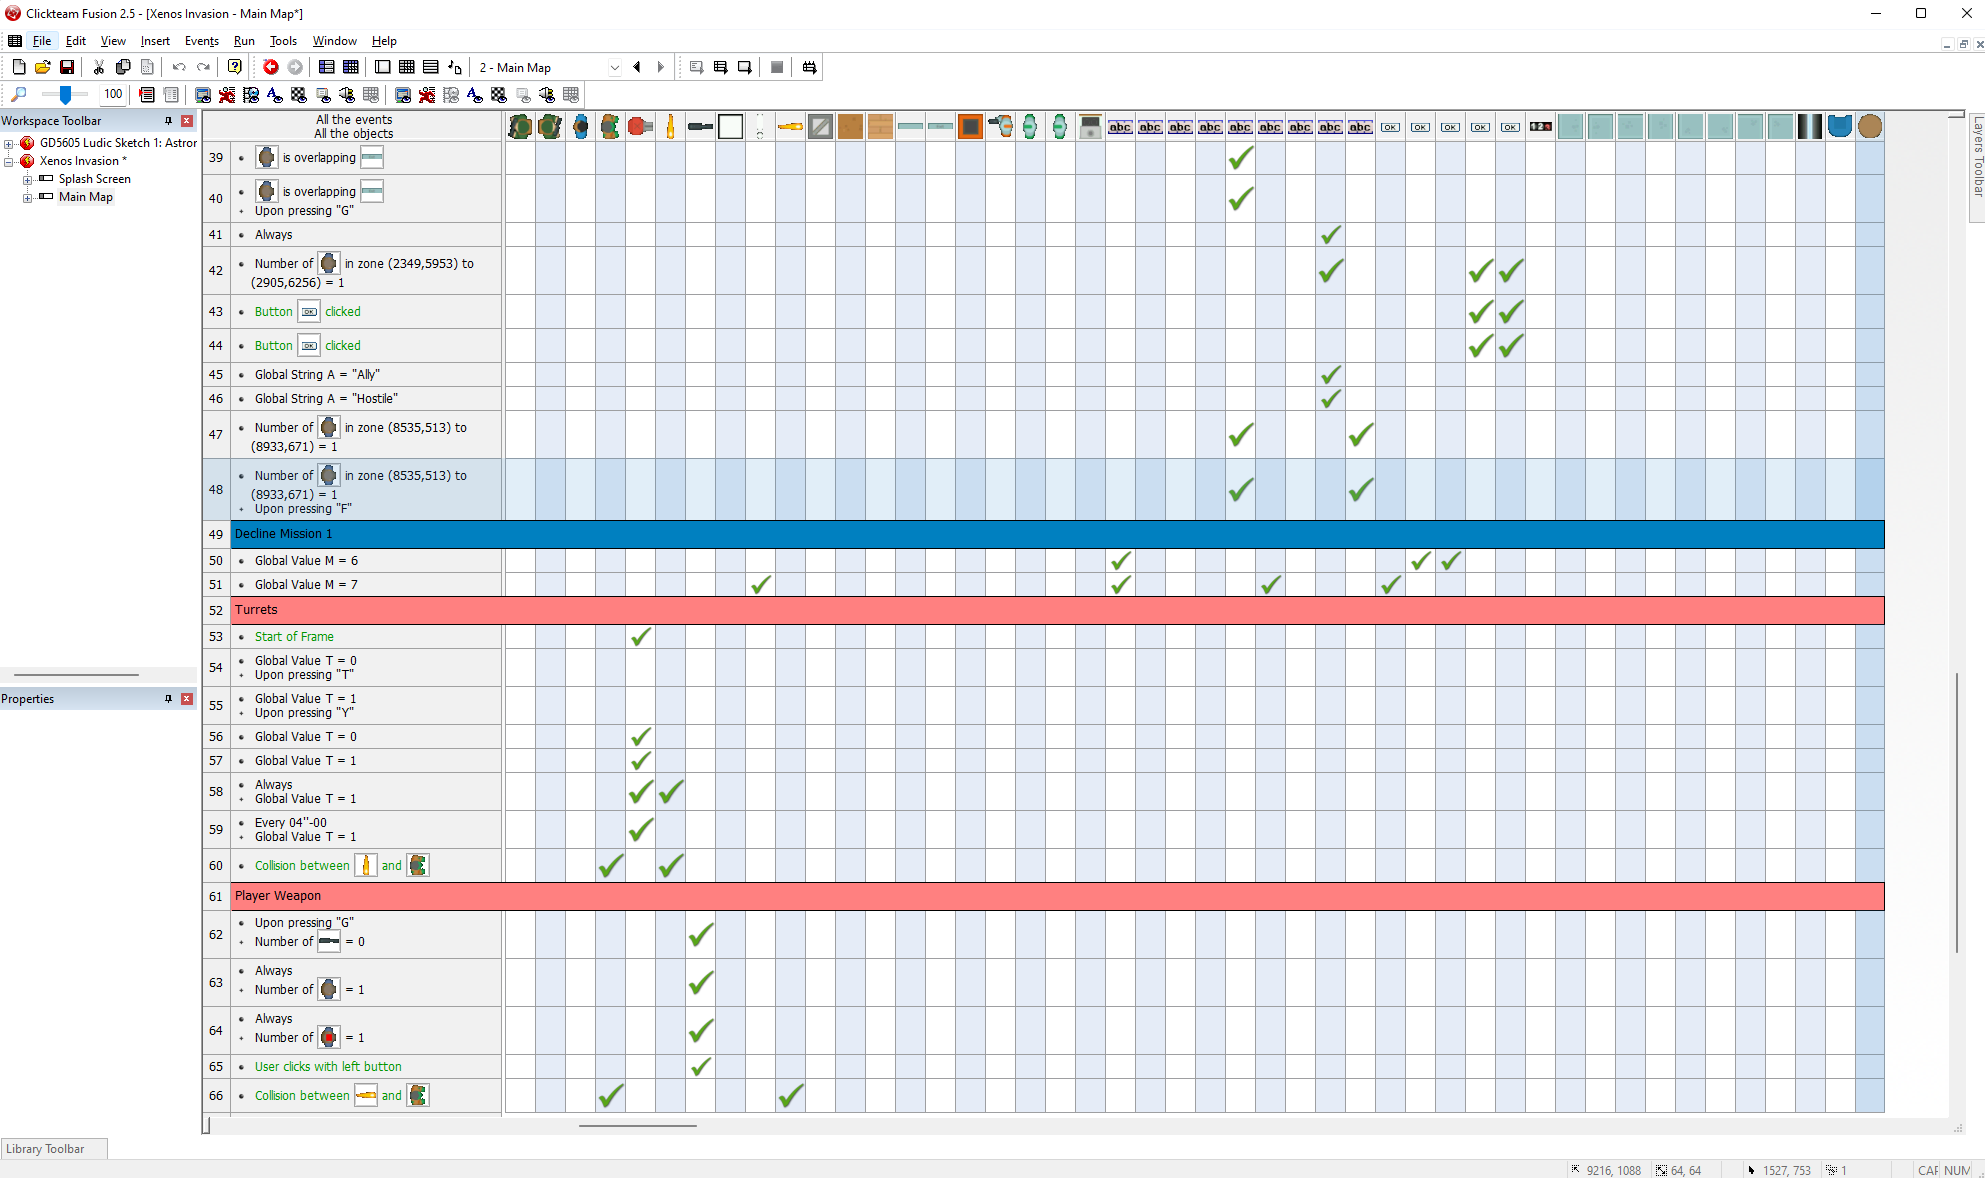 Clickteam Fusion 2.5 - [Xenos Invasion - Main Map*]
File Edit View Insert Events Run Tools Window Help
2 - Main Map
100
Workspace Toolbar
GD5605 Ludic Sketch 1: Astror
Xenos Invasion *
Splash Screen
Main Map
Properties
Library Toolbar
Layers Toolbar
All the events
All the objects
abc abc abc abc abc abc abc abc abc OK OK OK OK OK
39 is overlapping
40 is overlapping
Upon pressing "G"
41 Always
42 Number of in zone (2349,5953) to
(2905,6256) = 1
43 Button OK clicked
44 Button OK clicked
45 Global String A = "Ally"
46 Global String A = "Hostile"
47 Number of in zone (8535,513) to
(8933,671) = 1
48 Number of in zone (8535,513) to
(8933,671) = 1
Upon pressing "F"
49 Decline Mission 1
50 Global Value M = 6
51 Global Value M = 7
52 Turrets
53 Start of Frame
54 Global Value T = 0
Upon pressing "T"
55 Global Value T = 1
Upon pressing "Y"
56 Global Value T = 0
57 Global Value T = 1
58 Always
Global Value T = 1
59 Every 04''-00
Global Value T = 1
60 Collision between and
61 Player Weapon
62 Upon pressing "G"
Number of = 0
63 Always
Number of = 1
64 Always
Number of = 1
65 User clicks with left button
66 Collision between and
9216, 1088 64, 64 1527, 753 1 CAP NUM